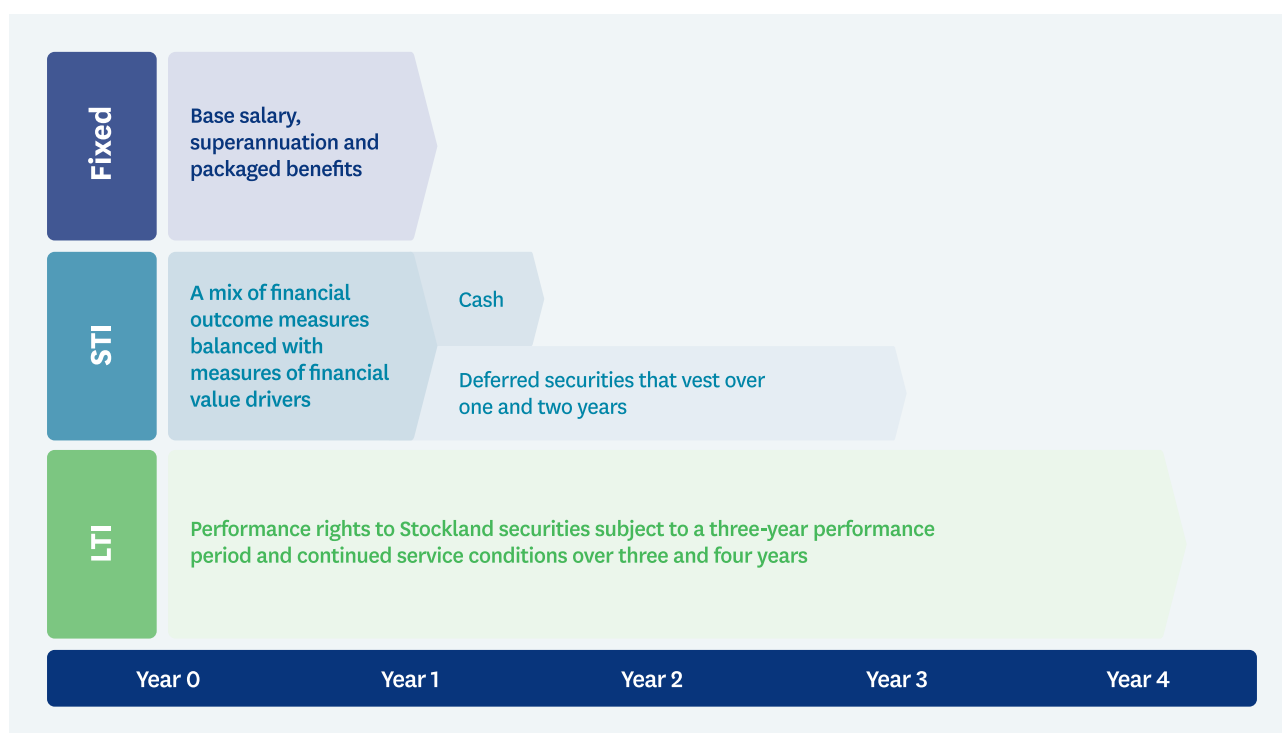 Fixed
Base salary,
superannuation and
packaged benefits
STI
A mix of financial
outcome measures
balanced with
measures of financial
value drivers
Cash
Deferred securities that vest over
one and two years
LTI
Performance rights to Stockland securities subject to a three-year performance
period and continued service conditions over three and four years
Year 0 Year 1 Year 2 Year 3 Year 4